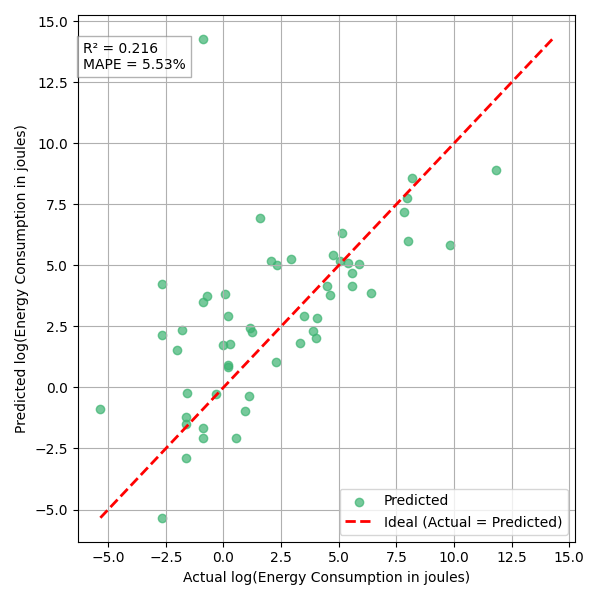 15.0
12.5
10.0
7.5
5.0
2.5
0.0
−2.5
−5.0
Predicted log(Energy Consumption in joules)
R² = 0.216
MAPE = 5.53%
Predicted
Ideal (Actual = Predicted)
−5.0 −2.5 0.0 2.5 5.0 7.5 10.0 12.5 15.0
Actual log(Energy Consumption in joules)